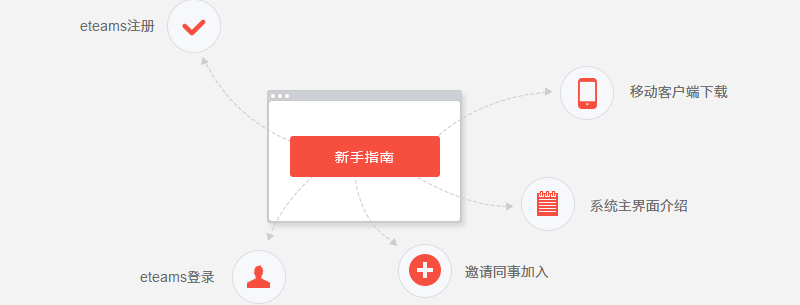 eteams注册
移动客户端下载
新手指南
系统主界面介绍
邀请同事加入
eteams登录